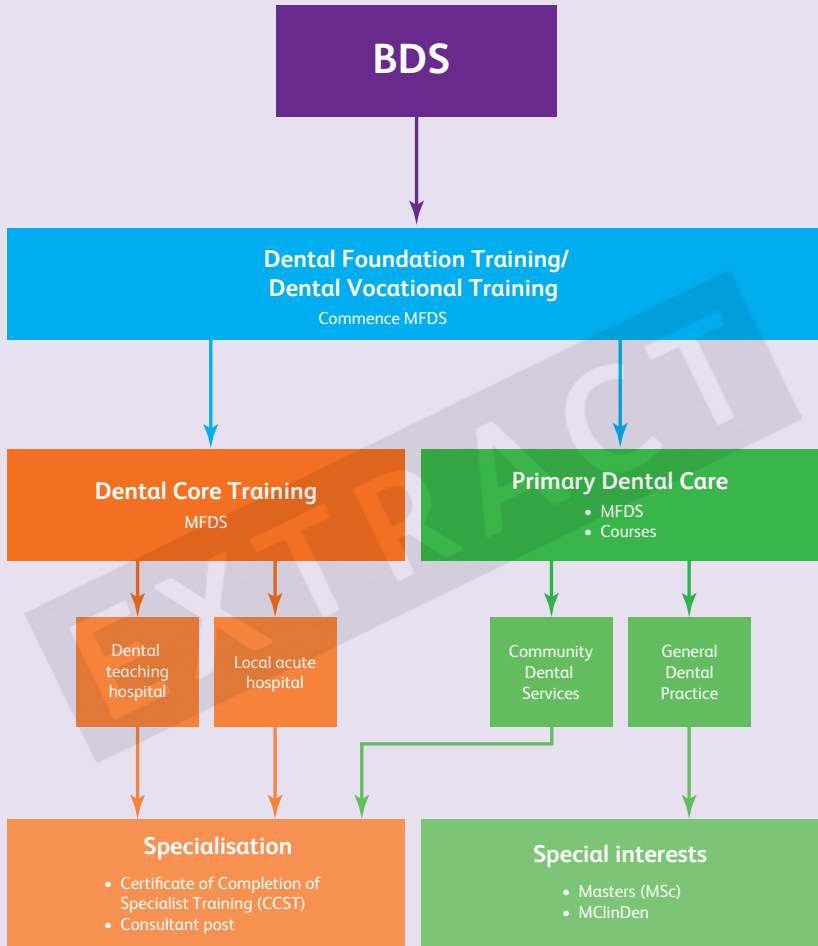 BDS
Dental Foundation Training/
Dental Vocational Training
Commence MFDS
Dental Core Training
MFDS
Primary Dental Care
• MFDS
• Courses
Dental
teaching
hospital
Local acute
hospital
Community
Dental
Services
General
Dental
Practice
Specialisation
• Certificate of Completion of
Specialist Training (CCST)
• Consultant post
Special interests
• Masters (MSc)
• MClinDen
EXTRACT